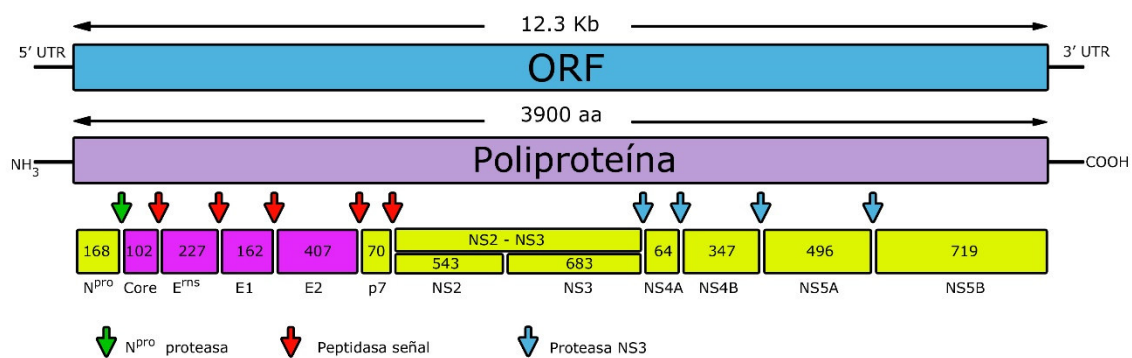 12.3 Kb
5’ UTR
ORF
3’ UTR
3900 aa
NH3
Poliproteína
COOH
168 102 227 162 407 70 NS2 - NS3 64 347 496 719
543 683
Npro Core Erns E1 E2 p7 NS2 NS3 NS4A NS4B NS5A NS5B
Npro proteasa Peptidasa señal Proteasa NS3